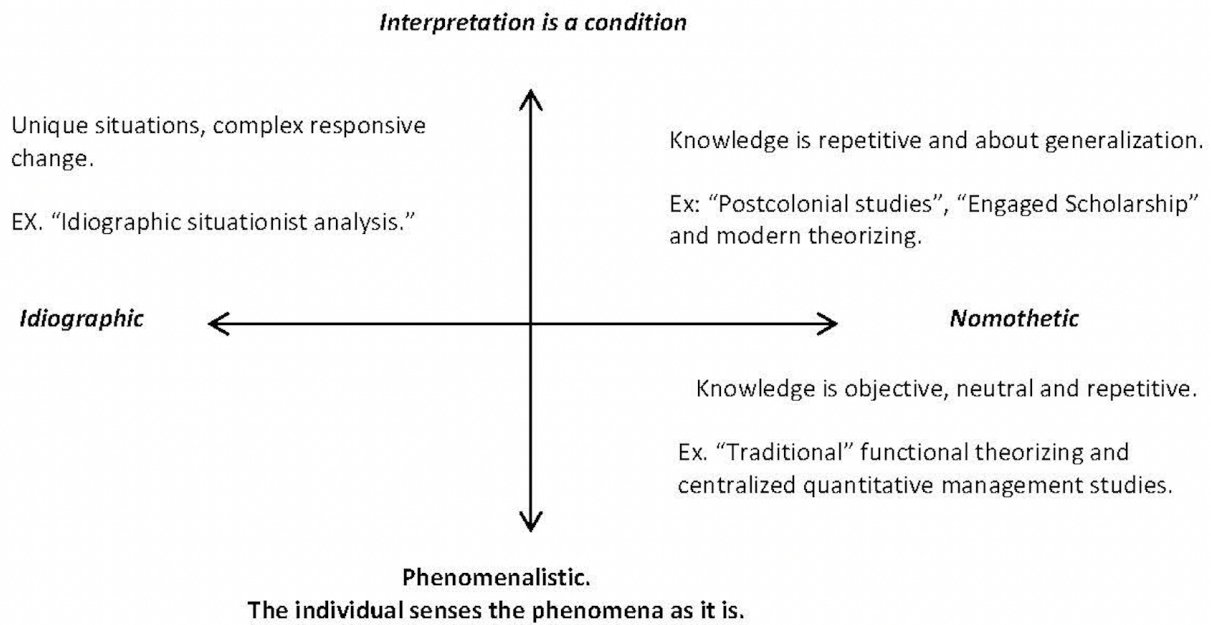 Interpretation is a condition
Unique situations, complex responsive
change.
EX. “Idiographic situationist analysis.”
Knowledge is repetitive and about generalization.
Ex: “Postcolonial studies”, “Engaged Scholarship”
and modern theorizing.
Idiographic
Nomothetic
Knowledge is objective, neutral and repetitive.
Ex. “Traditional” functional theorizing and
centralized quantitative management studies.
Phenomenalistic.
The individual senses the phenomena as it is.